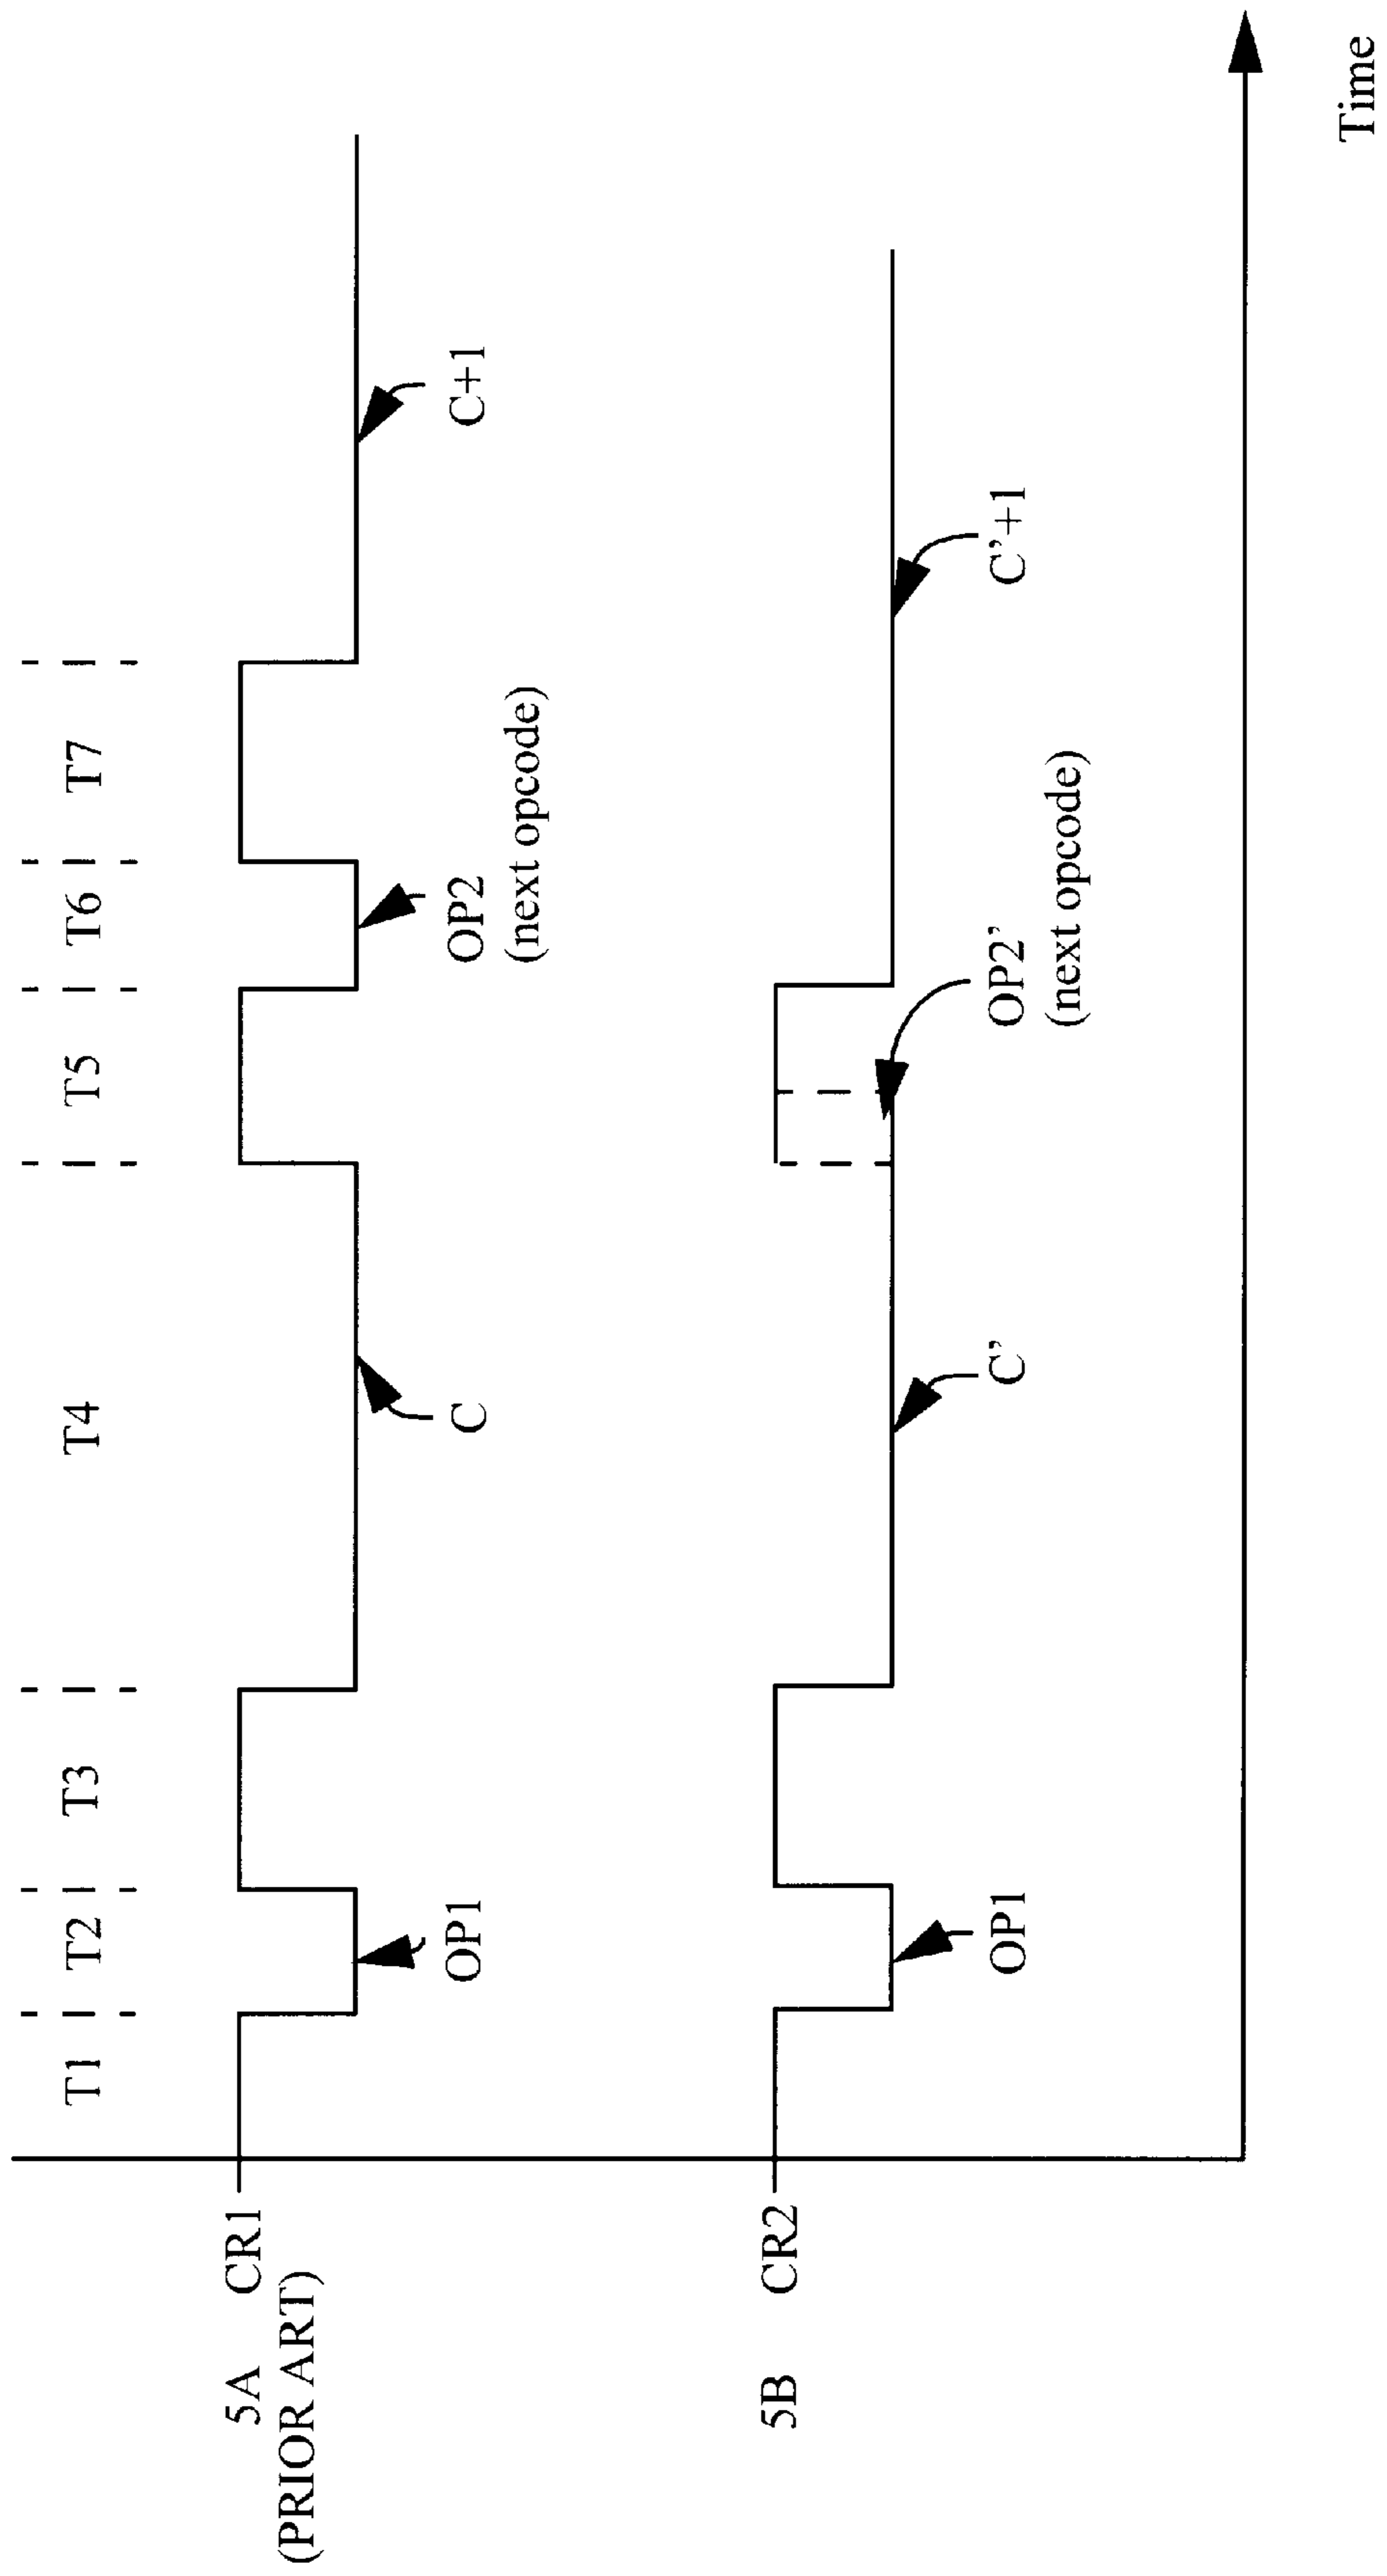 T1 T2 T3 T4 T5 T6 T7
5A CR1
(PRIOR ART)
OP1
C
OP2
(next opcode)
C+1
5B CR2
OP1
C’
OP2’
(next opcode)
C’+1
Time